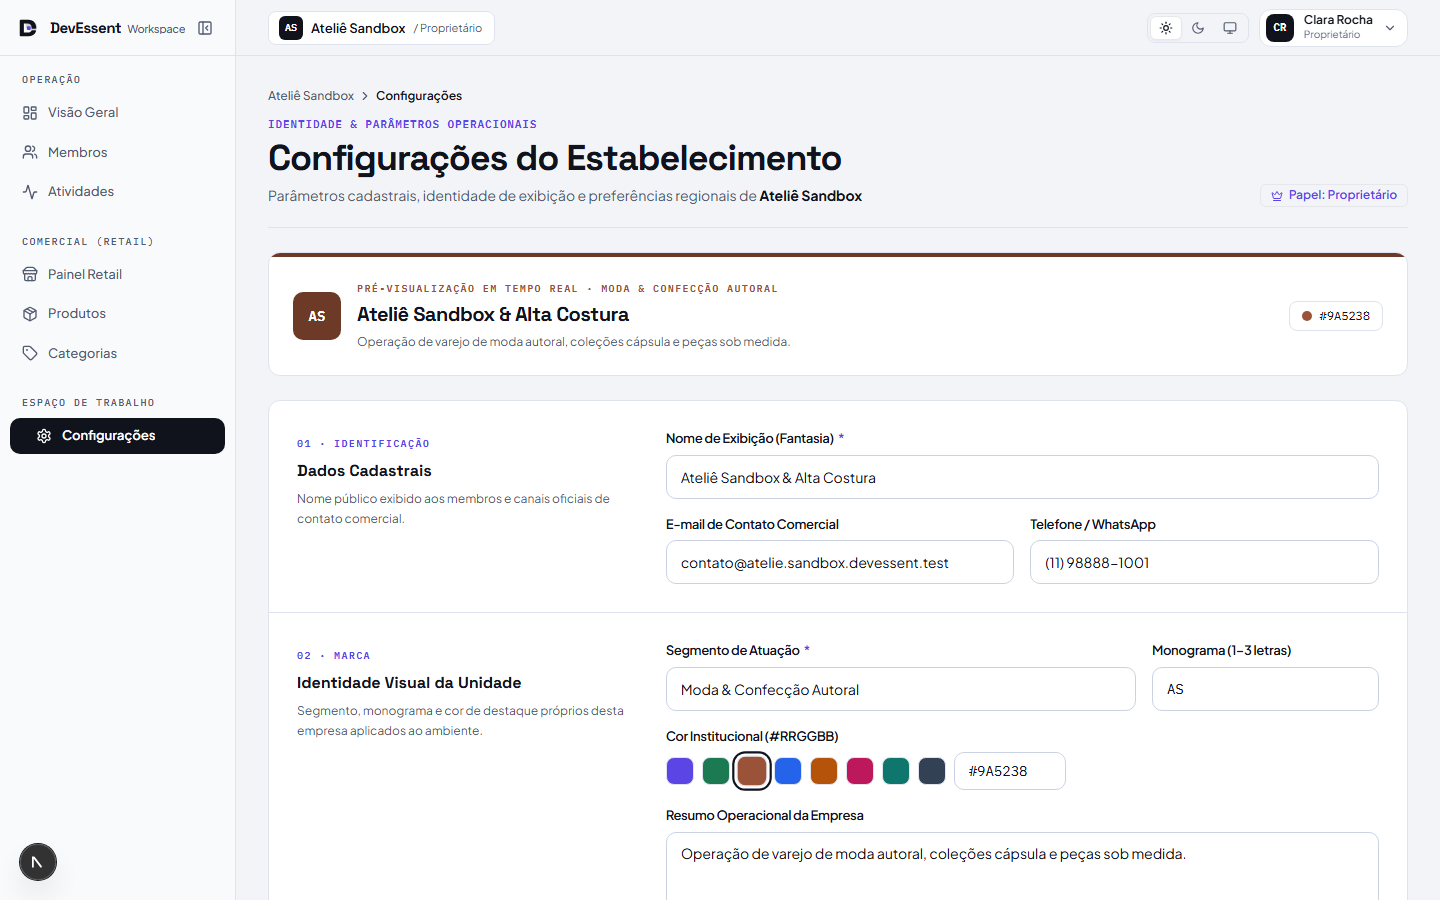 DevEssent Workspace
AS Ateliê Sandbox / Proprietário
CR Clara Rocha
Proprietário
OPERAÇÃO
Visão Geral
Membros
Atividades
COMERCIAL (RETAIL)
Painel Retail
Produtos
Categorias
ESPAÇO DE TRABALHO
Configurações
Ateliê Sandbox > Configurações
IDENTIDADE & PARÂMETROS OPERACIONAIS
Configurações do Estabelecimento
Parâmetros cadastrais, identidade de exibição e preferências regionais de Ateliê Sandbox
Papel: Proprietário
AS
PRÉ-VISUALIZAÇÃO EM TEMPO REAL · MODA & CONFECÇÃO AUTORAL
Ateliê Sandbox & Alta Costura
Operação de varejo de moda autoral, coleções cápsula e peças sob medida.
#9A5238
01 · IDENTIFICAÇÃO
Dados Cadastrais
Nome público exibido aos membros e canais oficiais de
contato comercial.
Nome de Exibição (Fantasia) *
Ateliê Sandbox & Alta Costura
E-mail de Contato Comercial
contato@atelie.sandbox.devessent.test
Telefone / WhatsApp
(11) 98888-1001
02 · MARCA
Identidade Visual da Unidade
Segmento, monograma e cor de destaque próprios desta
empresa aplicados ao ambiente.
Segmento de Atuação *
Moda & Confecção Autoral
Monograma (1-3 letras)
AS
Cor Institucional (#RRGGBB)
#9A5238
Resumo Operacional da Empresa
Operação de varejo de moda autoral, coleções cápsula e peças sob medida.